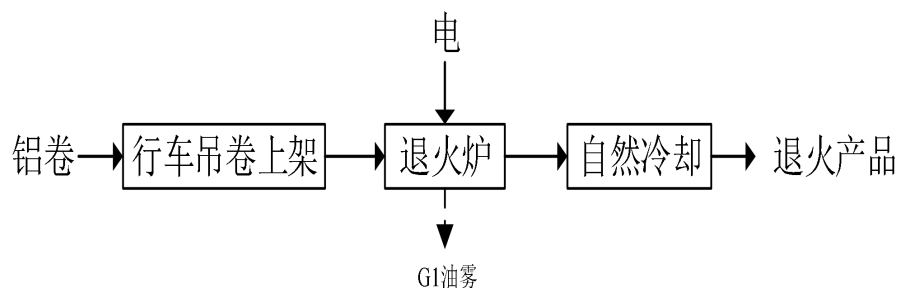 电
铝卷
行车吊卷上架
退火炉
自然冷却
退火产品
G1油雾